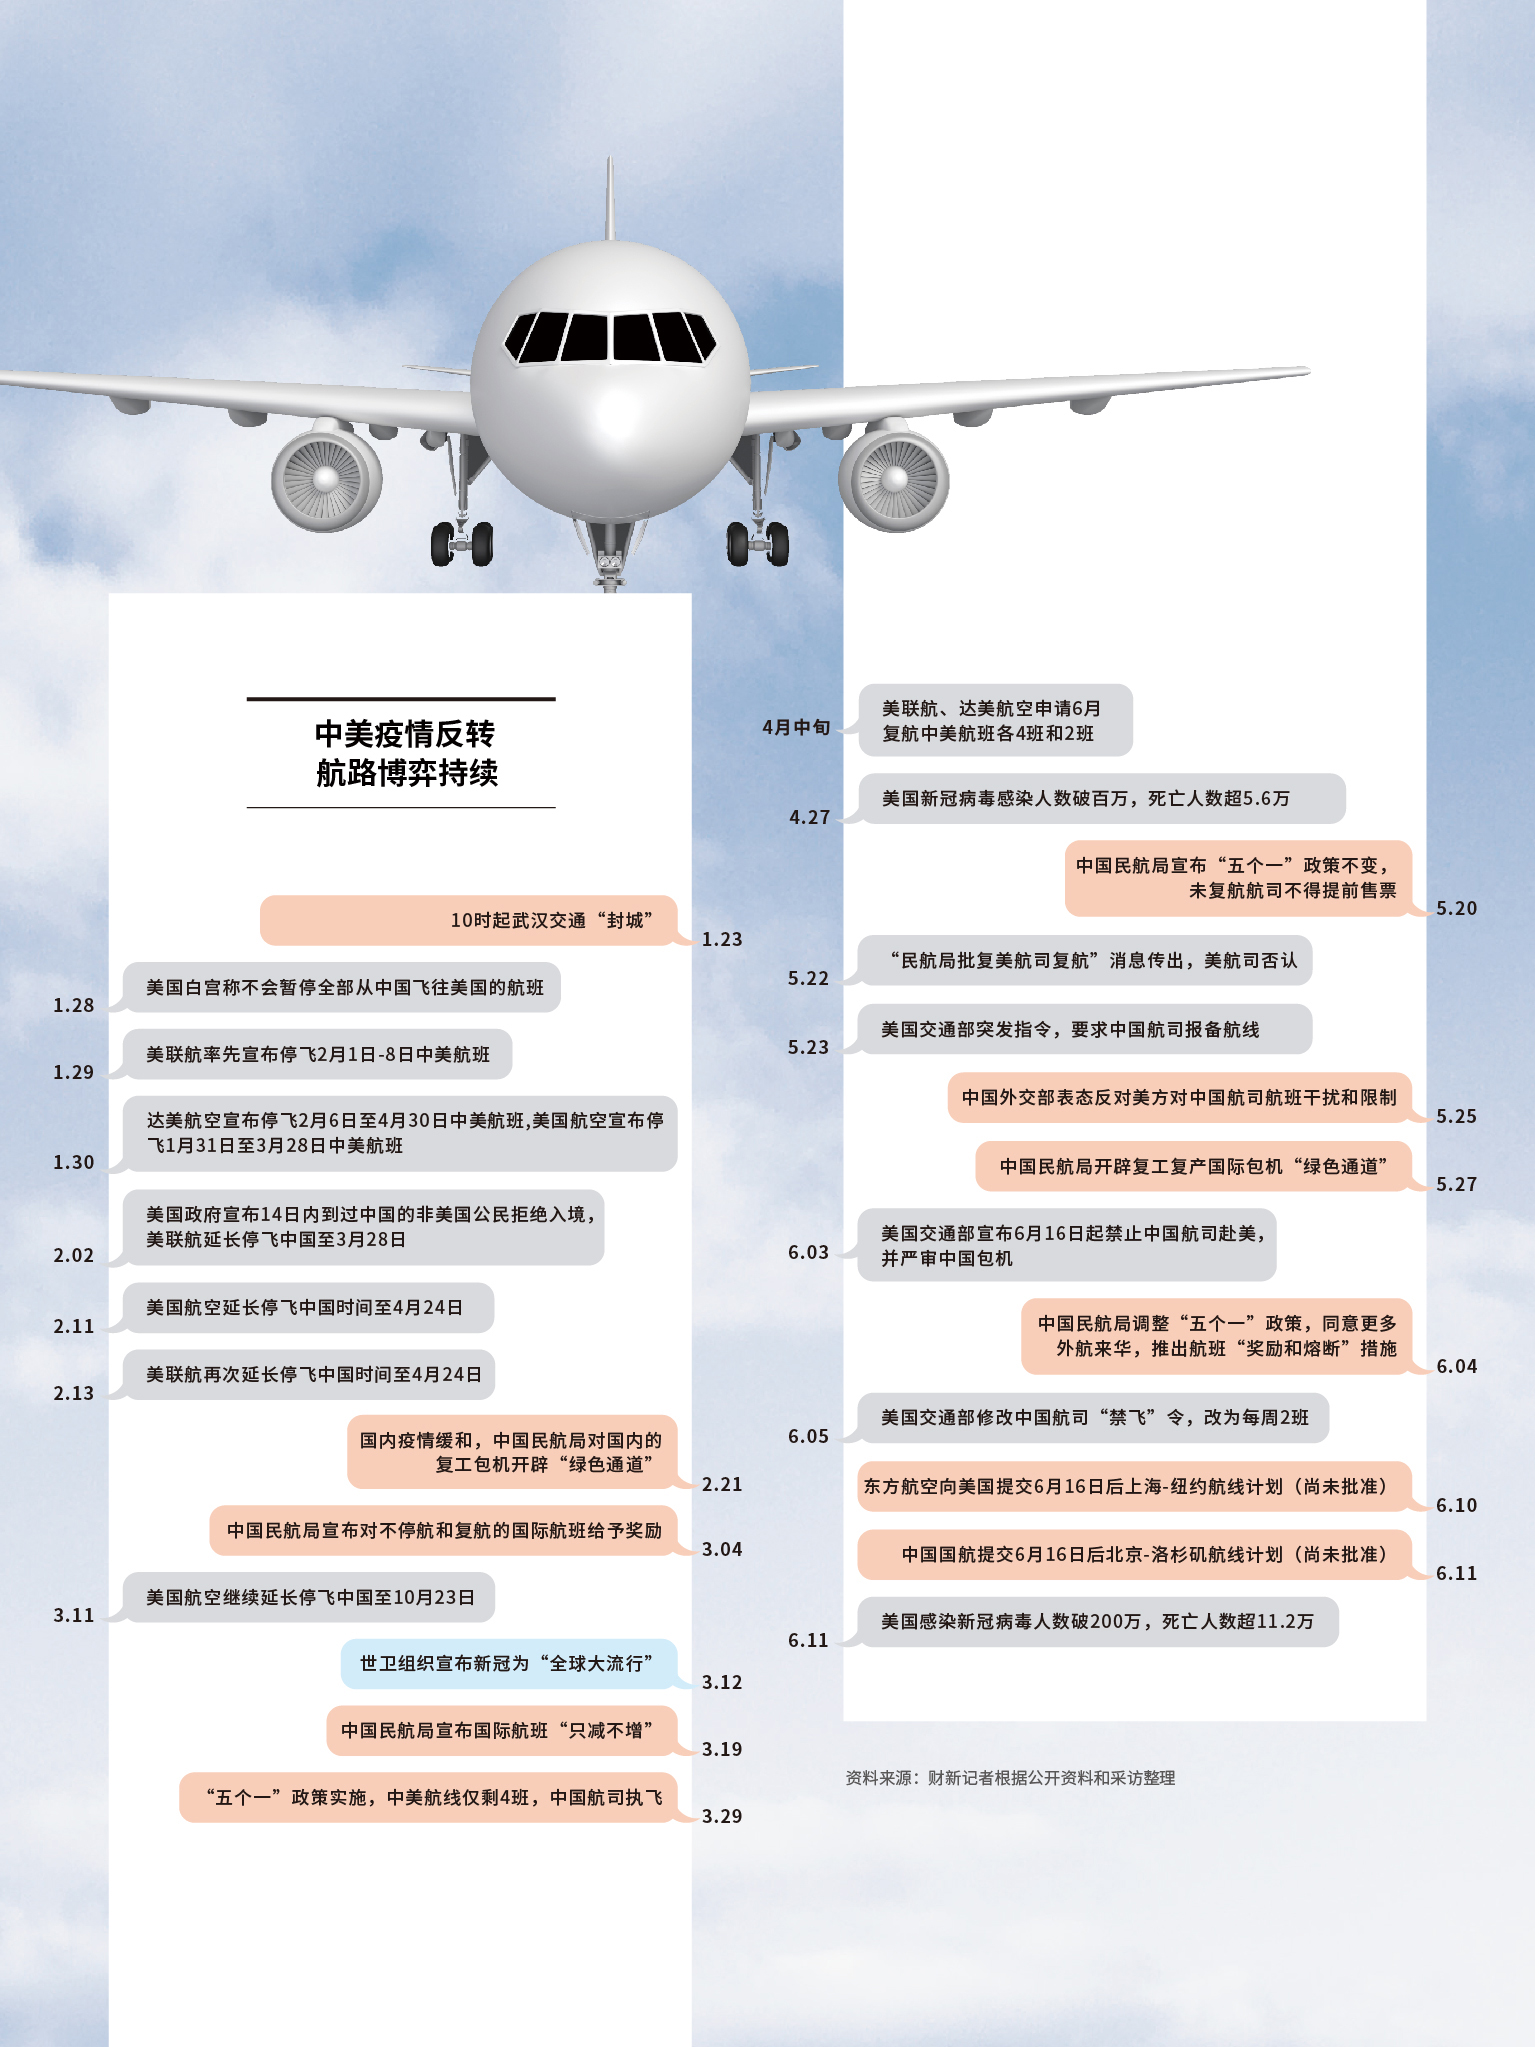 中美疫情反转
航路博弈持续
10时起武汉交通“封城”
1.23
美国白宫称不会暂停全部从中国飞往美国的航班
1.28
美联航率先宣布停飞2月1日-8日中美航班
1.29
达美航空宣布停飞2月6日至4月30日中美航班,美国航空宣布停
飞1月31日至3月28日中美航班
1.30
美国政府宣布14日内到过中国的非美国公民拒绝入境，
美联航延长停飞中国至3月28日
2.02
美国航空延长停飞中国时间至4月24日
2.11
美联航再次延长停飞中国时间至4月24日
2.13
国内疫情缓和，中国民航局对国内的
复工包机开辟“绿色通道”
2.21
中国民航局宣布对不停航和复航的国际航班给予奖励
3.04
美国航空继续延长停飞中国至10月23日
3.11
世卫组织宣布新冠为“全球大流行”
3.12
中国民航局宣布国际航班“只减不增”
3.19
“五个一”政策实施，中美航线仅剩4班，中国航司执飞
3.29
美联航、达美航空申请6月
复航中美航班各4班和2班
4月中旬
美国新冠病毒感染人数破百万，死亡人数超5.6万
4.27
中国民航局宣布“五个一”政策不变，
未复航航司不得提前售票
5.20
“民航局批复美航司复航”消息传出，美航司否认
5.22
美国交通部突发指令，要求中国航司报备航线
5.23
中国外交部表态反对美方对中国航司航班干扰和限制
5.25
中国民航局开辟复工复产国际包机“绿色通道”
5.27
美国交通部宣布6月16日起禁止中国航司赴美，
并严审中国包机
6.03
中国民航局调整“五个一”政策，同意更多
外航来华，推出航班“奖励和熔断”措施
6.04
美国交通部修改中国航司“禁飞”令，改为每周2班
6.05
东方航空向美国提交6月16日后上海-纽约航线计划（尚未批准）
6.10
中国国航提交6月16日后北京-洛杉矶航线计划（尚未批准）
6.11
美国感染新冠病毒人数破200万，死亡人数超11.2万
6.11
资料来源：财新记者根据公开资料和采访整理